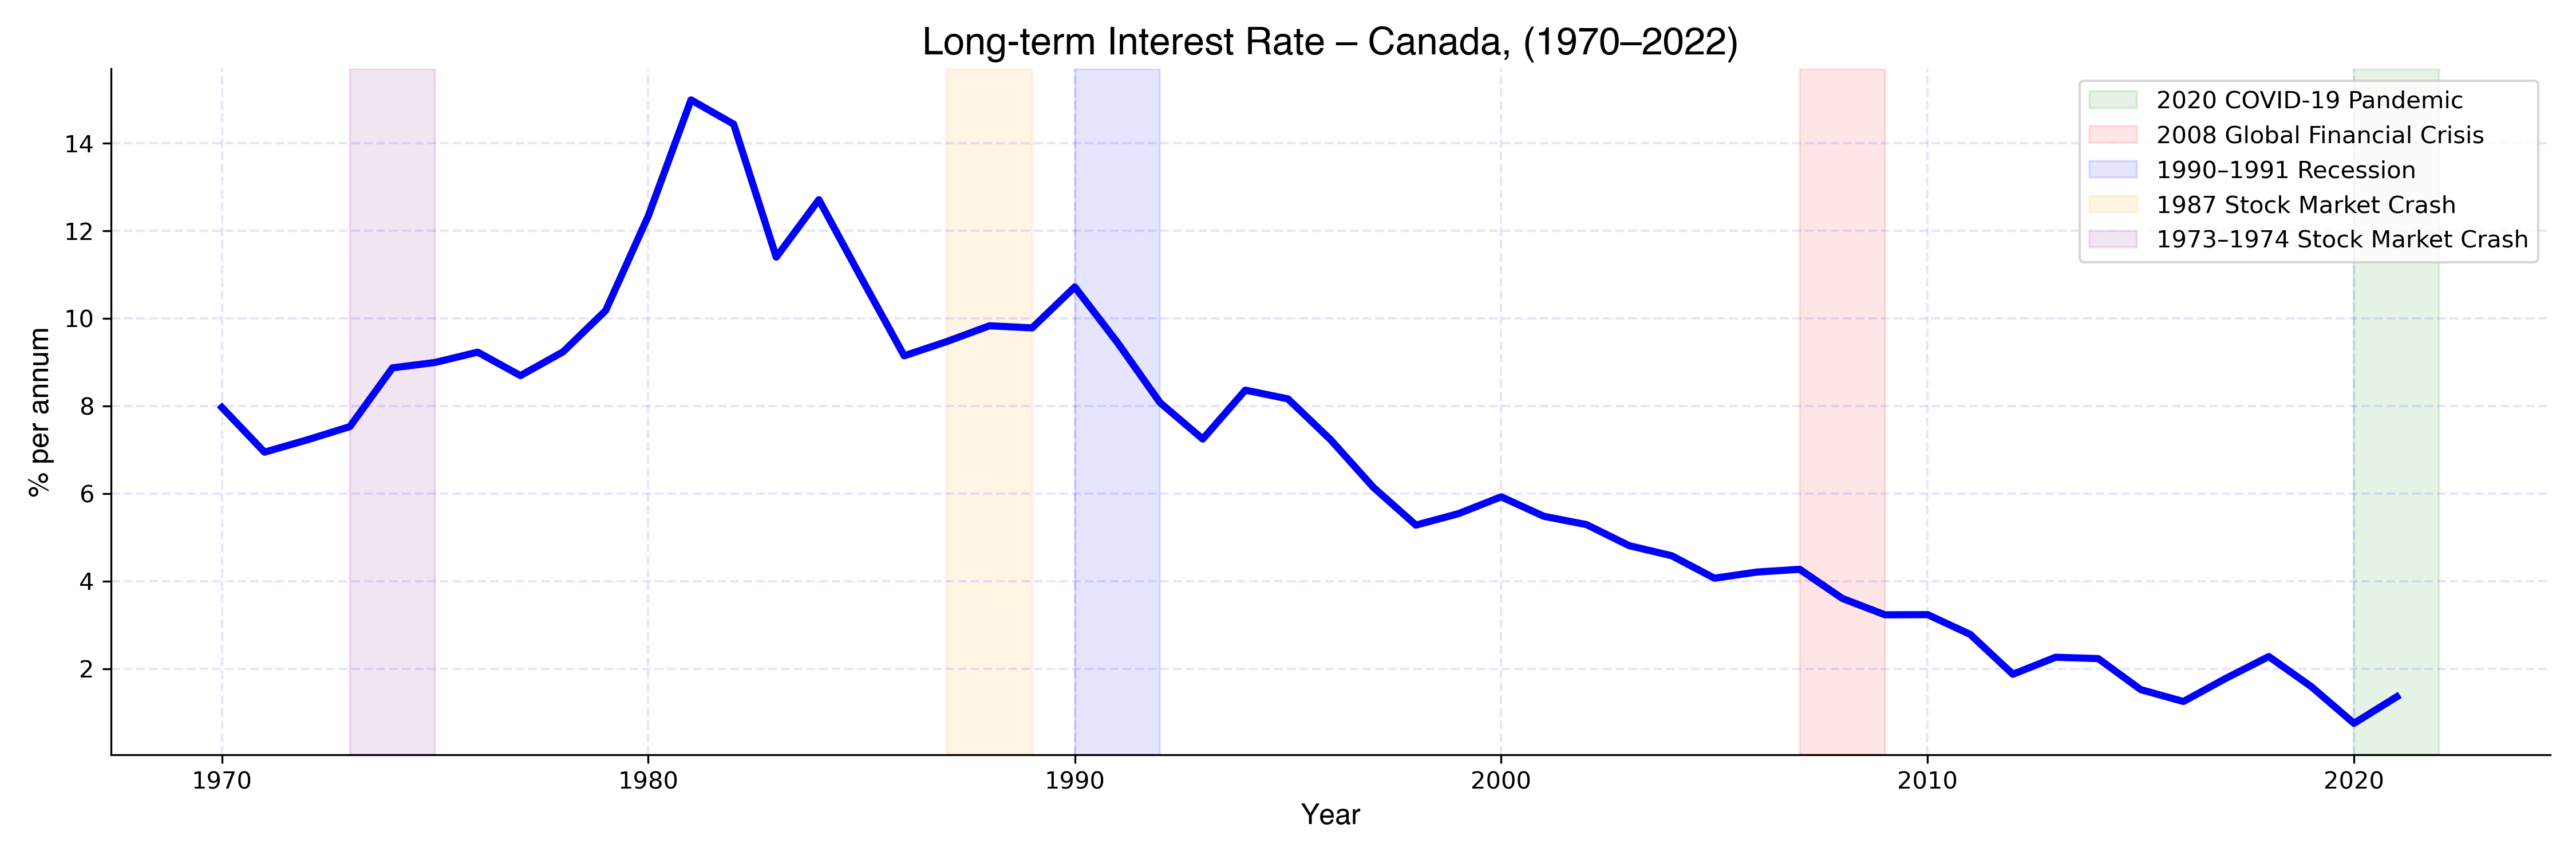 Long-term Interest Rate – Canada, (1970–2022)
2020 COVID-19 Pandemic
2008 Global Financial Crisis
1990–1991 Recession
1987 Stock Market Crash
1973–1974 Stock Market Crash
% per annum
14
12
10
8
6
4
2
1970 1980 1990 2000 2010 2020
Year